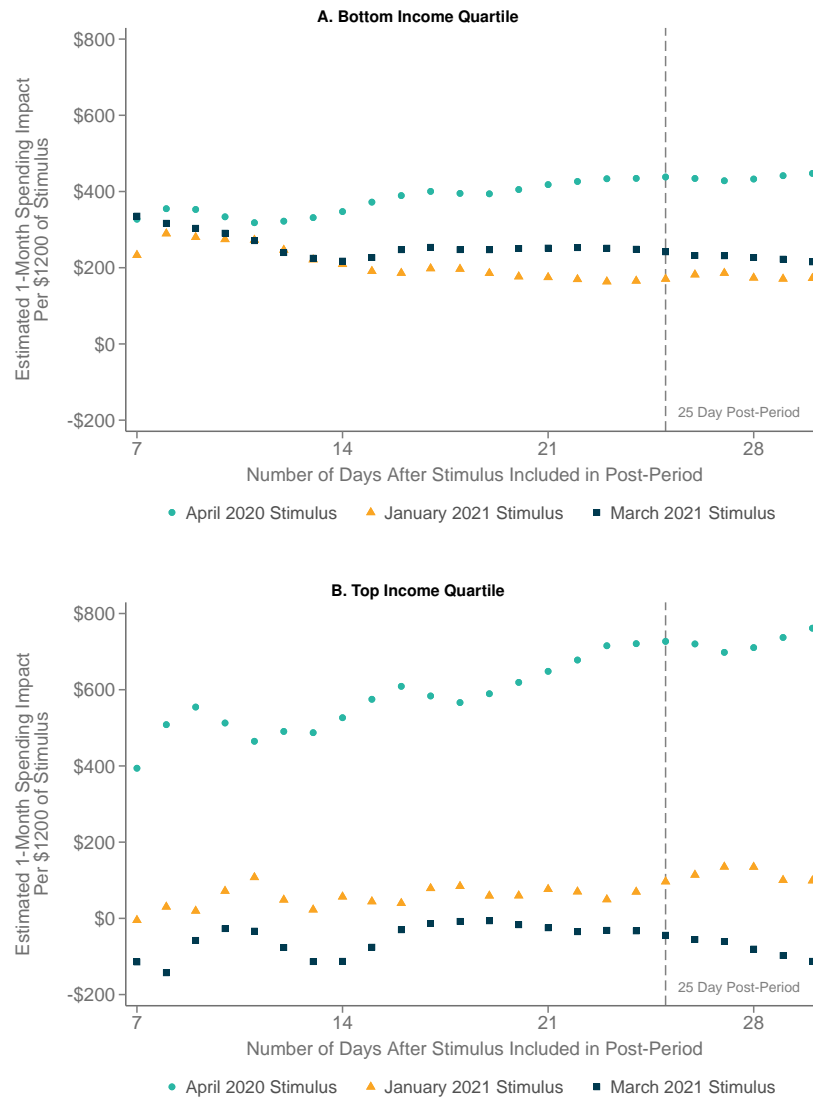 A. Bottom Income Quartile
Estimated 1-Month Spending Impact
Per $1200 of Stimulus
$800
$600
$400
$200
$0
-$200
25 Day Post-Period
7
14
21
28
Number of Days After Stimulus Included in Post-Period
April 2020 Stimulus
January 2021 Stimulus
March 2021 Stimulus
B. Top Income Quartile
Estimated 1-Month Spending Impact
Per $1200 of Stimulus
$800
$600
$400
$200
$0
-$200
25 Day Post-Period
7
14
21
28
Number of Days After Stimulus Included in Post-Period
April 2020 Stimulus
January 2021 Stimulus
March 2021 Stimulus